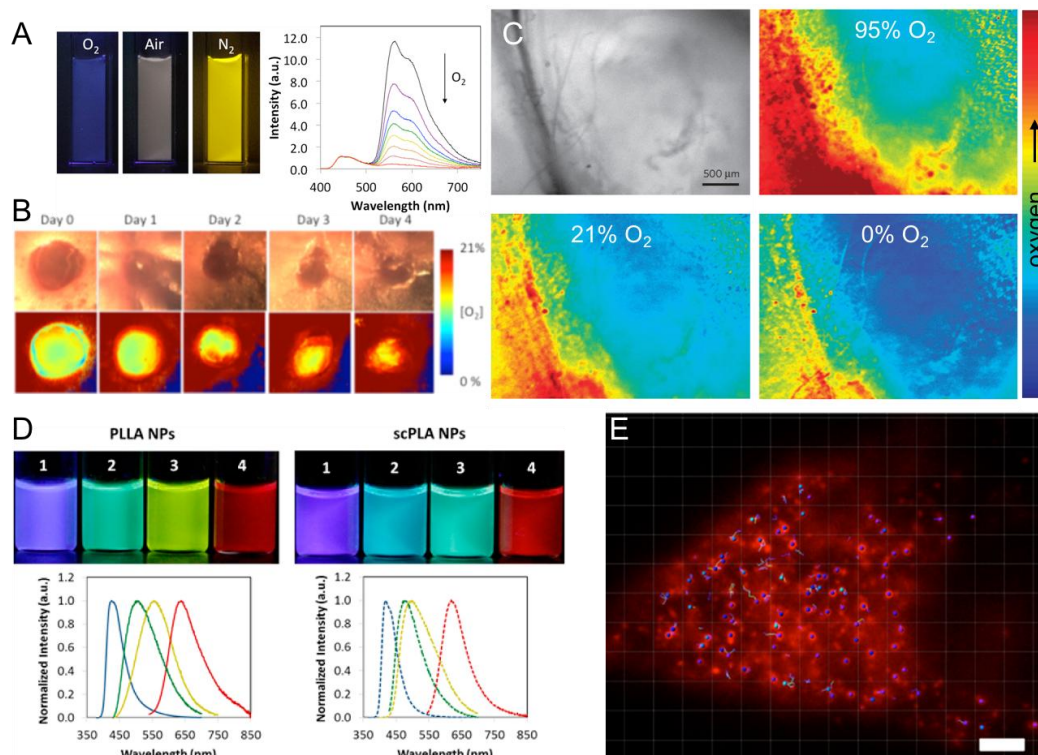 A
O2
Air
N2
12.0
10.0
8.0
6.0
4.0
2.0
0.0
Intensity (a.u.)
O2
400 500 600 700
Wavelength (nm)
B
Day 0 Day 1 Day 2 Day 3 Day 4
21%
[O2]
0 %
C
500 µm
95% O2
21% O2
0% O2
oxygen
D
PLLA NPs
1 2 3 4
scPLA NPs
1 2 3 4
Normalized Intensity (a.u.)
1.2
1.0
0.8
0.6
0.4
0.2
0.0
350 450 550 650 750 850
Wavelength (nm)
Normalized Intensity (a.u.)
1.2
1.0
0.8
0.6
0.4
0.2
0.0
350 450 550 650 750 850
Wavelength (nm)
E